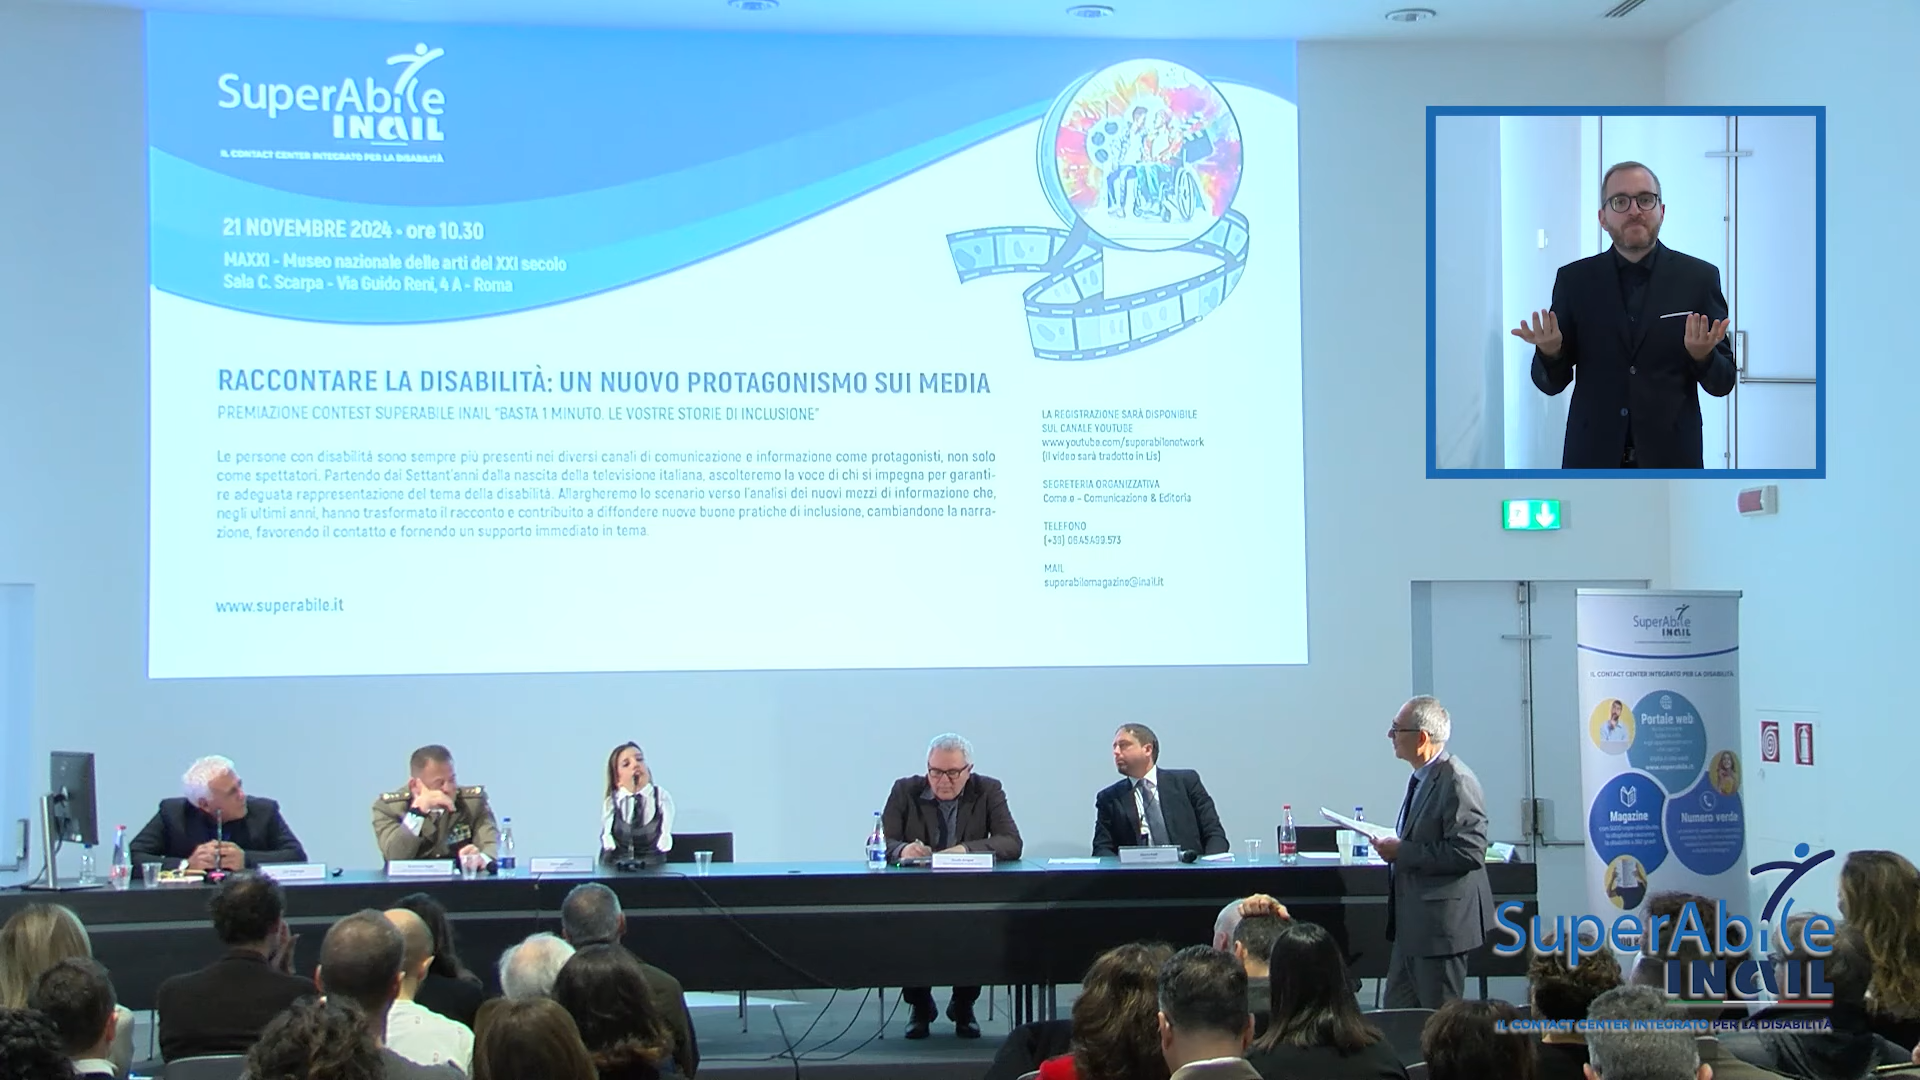 SuperAbile
INAIL
IL CONTACT CENTER INTEGRATO PER LA DISABILITÀ
21 NOVEMBRE 2024 • ore 10.30
MAXXI - Museo nazionale delle arti del XXI secolo
Sala C. Scarpa - Via Guido Reni, 4 A - Roma
RACCONTARE LA DISABILITÀ: UN NUOVO PROTAGONISMO SUI MEDIA
PREMIAZIONE CONTEST SUPERABILE INAIL "BASTA 1 MINUTO. LE VOSTRE STORIE DI INCLUSIONE"
Le persone con disabilità sono sempre più presenti nei diversi canali di comunicazione e informazione come protagonisti, non solo
come spettatori. Partendo dai Settant'anni dalla nascita della televisione italiana, ascolteremo la voce di chi si impegna per garanti-
re adeguata rappresentazione del tema della disabilità. Allargheremo lo scenario verso l'analisi dei nuovi mezzi di informazione che,
negli ultimi anni, hanno trasformato il racconto e contribuito a diffondere nuove buone pratiche di inclusione, cambiandone la narra-
zione, favorendo il contatto e fornendo un supporto immediato in tema.
www.superabile.it
LA REGISTRAZIONE SARÀ DISPONIBILE
SUL CANALE YOUTUBE
www.youtube.com/superabilenetwork
(il video sarà tradotto in Lis)
SEGRETERIA ORGANIZZATIVA
Come.e - Comunicazione & Editoria
TELEFONO
(+39) 06.45.499.573
MAIL
superabilemagazine@inail.it
SuperAbile
INAIL
IL CONTACT CENTER INTEGRATO PER LA DISABILITÀ
Portale web
www.superabile.it
Magazine
Numero verde
SuperAbile
INAIL
IL CONTACT CENTER INTEGRATO PER LA DISABILITÀ